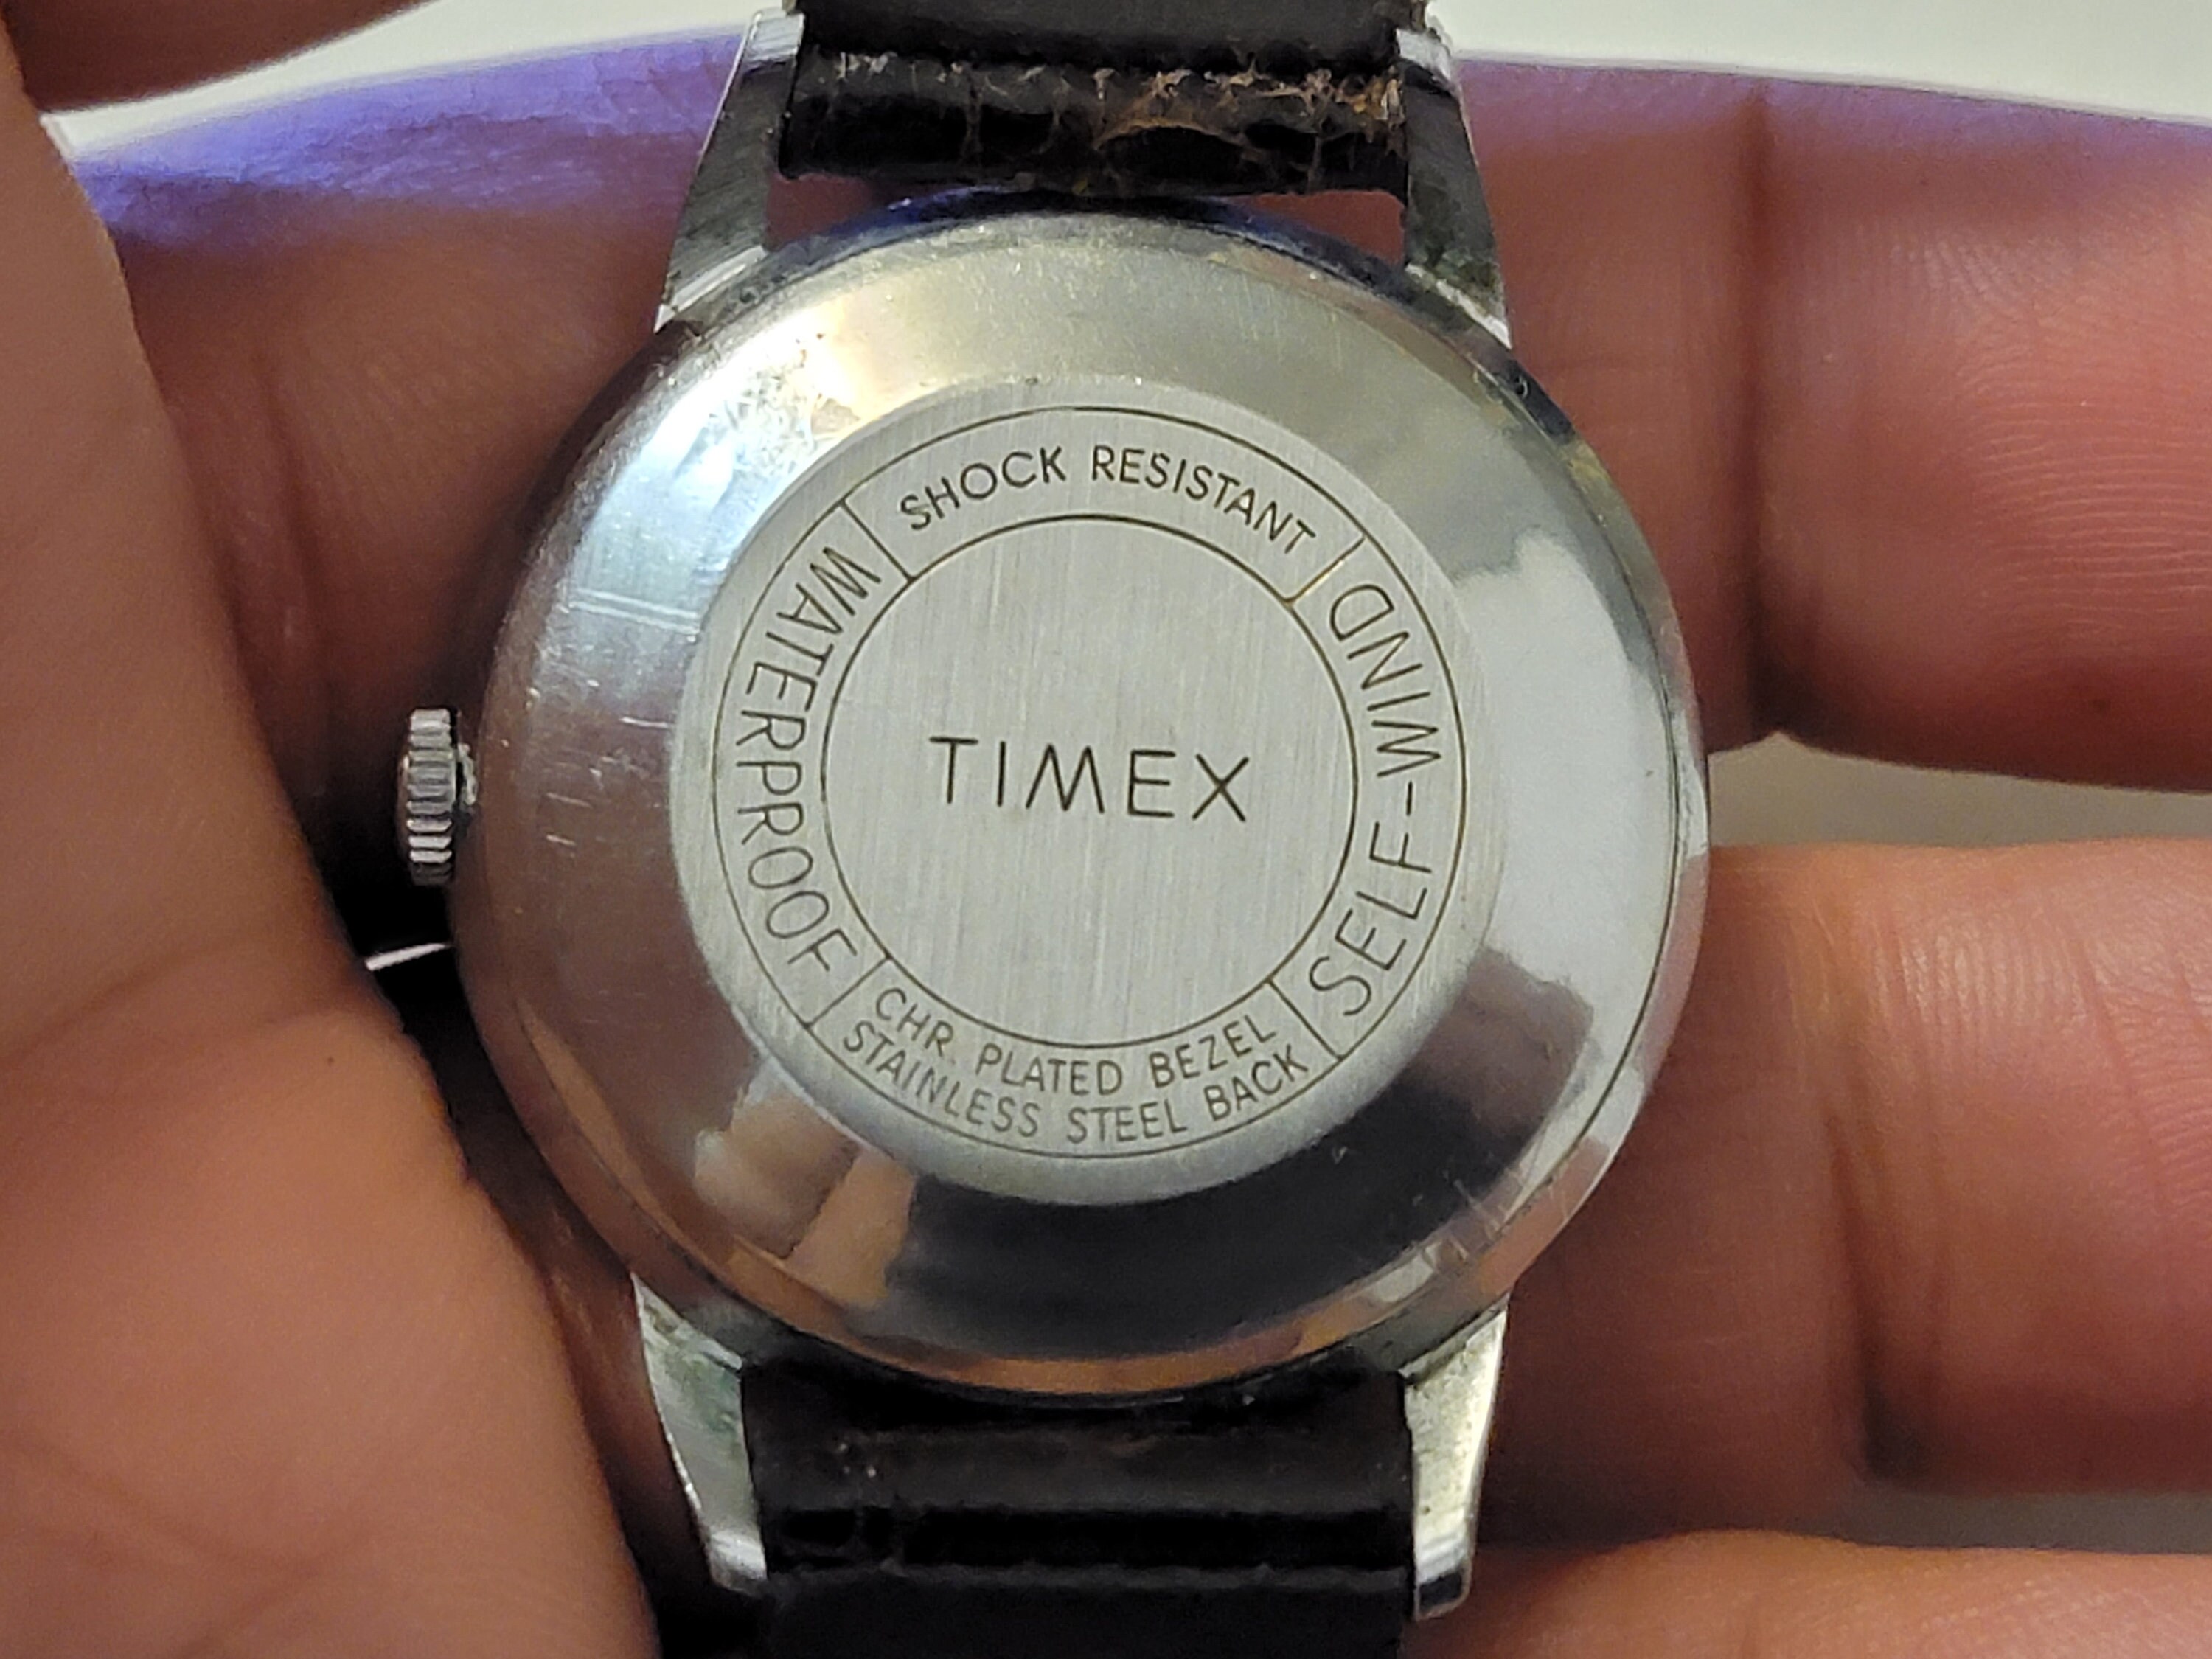 SHOCK RESISTANT
SELF-WIND
WATERPROOF
TIMEX
CHR. PLATED BEZEL
STAINLESS STEEL BACK